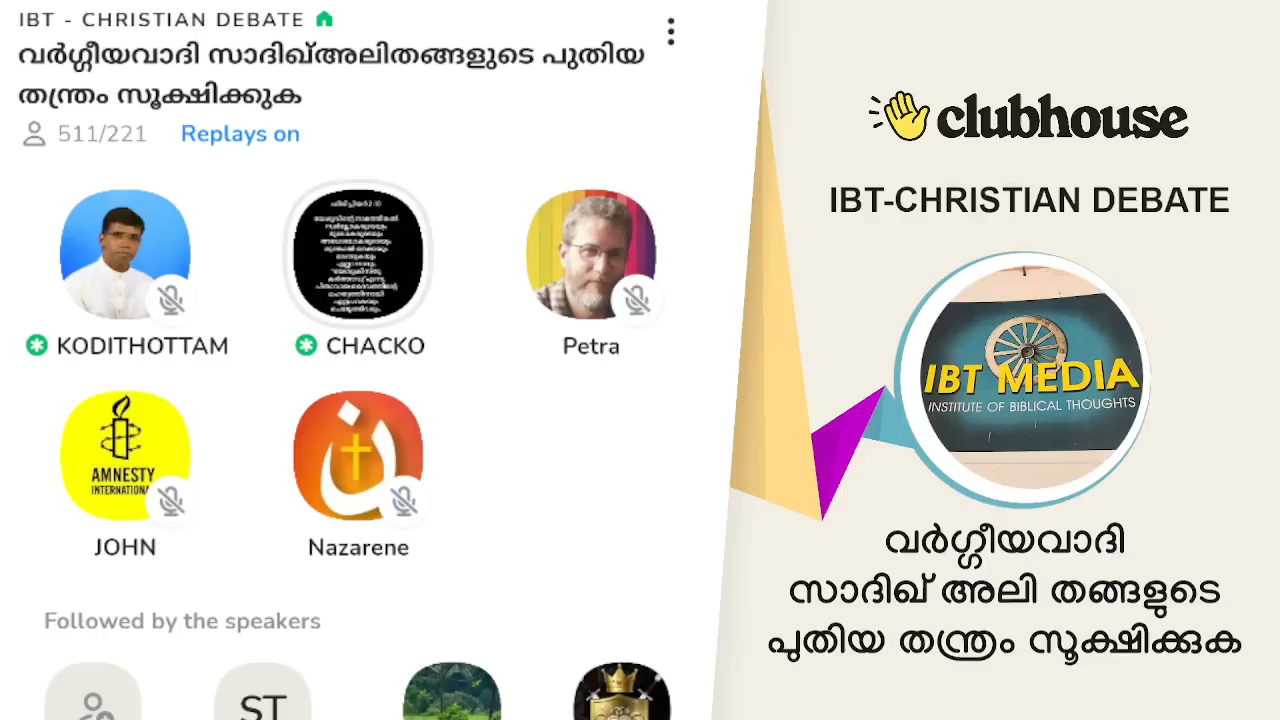 IBT - CHRISTIAN DEBATE
വർഗ്ഗീയവാദി സാദിഖ്അലിതങ്ങളുടെ പുതിയ
തന്ത്രം സൂക്ഷിക്കുക
511/221 Replays on
KODITHOTTAM
CHACKO
Petra
AMNESTY
INTERNATIONAL
JOHN
Nazarene
Followed by the speakers
ST
clubhouse
IBT-CHRISTIAN DEBATE
IBT MEDIA
INSTITUTE OF BIBLICAL THOUGHTS
വർഗ്ഗീയവാദി
സാദിഖ് അലി തങ്ങളുടെ
പുതിയ തന്ത്രം സൂക്ഷിക്കുക